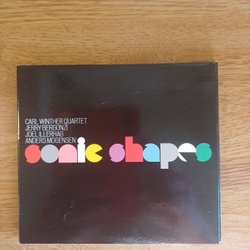 CARL WINTHER QUARTET
JERRY BERGONZI
JOEL ILLERHAG
ANDERS MOGENSEN
sonic shapes